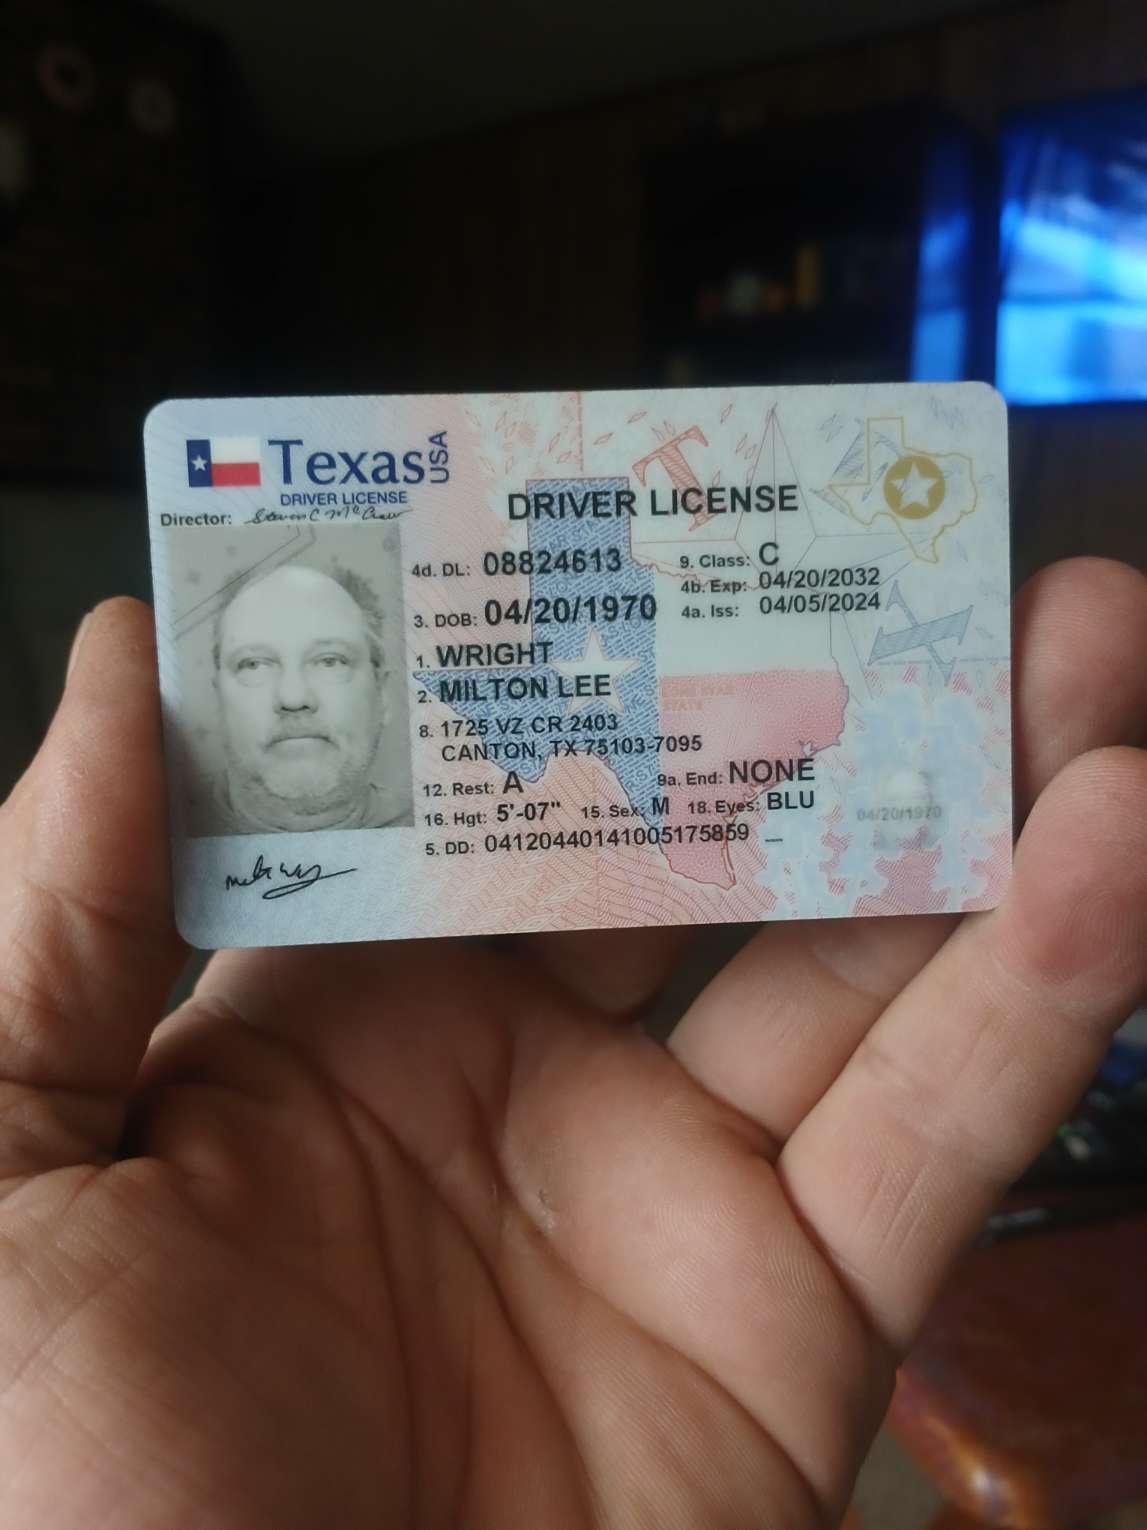 Texas USA
DRIVER LICENSE
DRIVER LICENSE
Director: Steven C McCraw
4d. DL: 08824613
9. Class: C
4b. Exp: 04/20/2032
3. DOB: 04/20/1970
4a. Iss: 04/05/2024
1. WRIGHT
2. MILTON LEE
LONE STAR
STATE
8. 1725 VZ CR 2403
CANTON, TX 75103-7095
12. Rest: A
9a. End: NONE
16. Hgt: 5'-07" 15. Sex: M 18. Eyes: BLU
04/20/1970
5. DD: 04120440141005175859